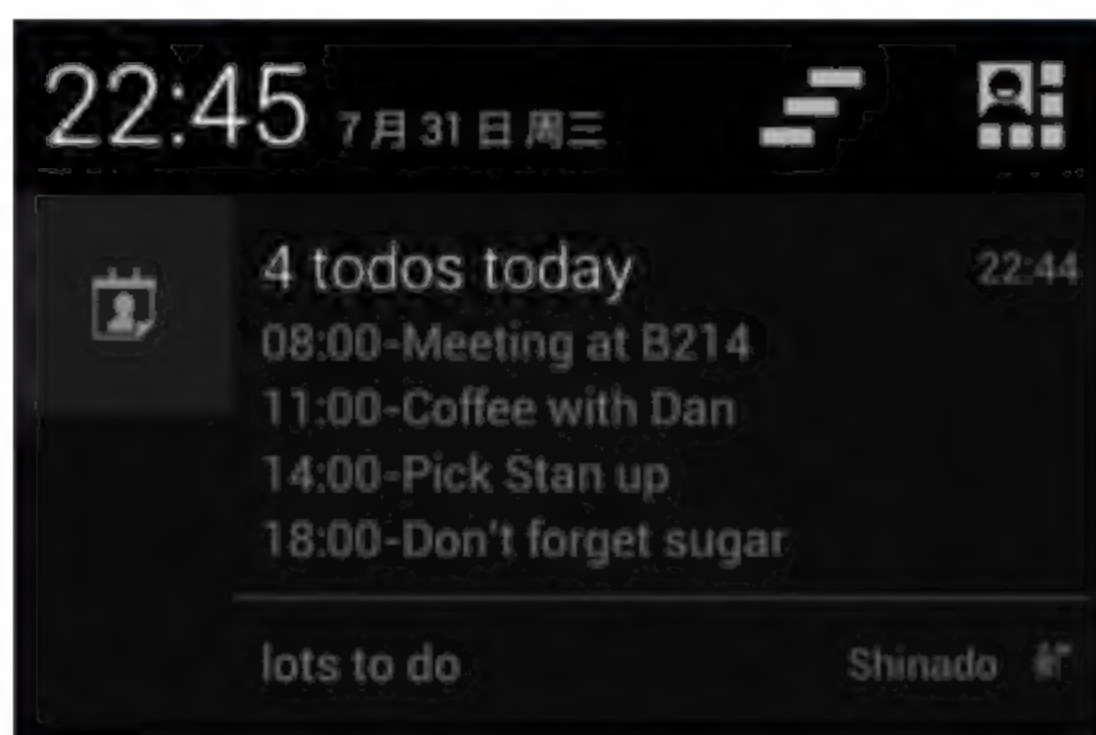 22:45 7月31日 周三
4 todos today 22:44
08:00-Meeting at B214
11:00-Coffee with Dan
14:00-Pick Stan up
18:00-Don't forget sugar
lots to do Shinado